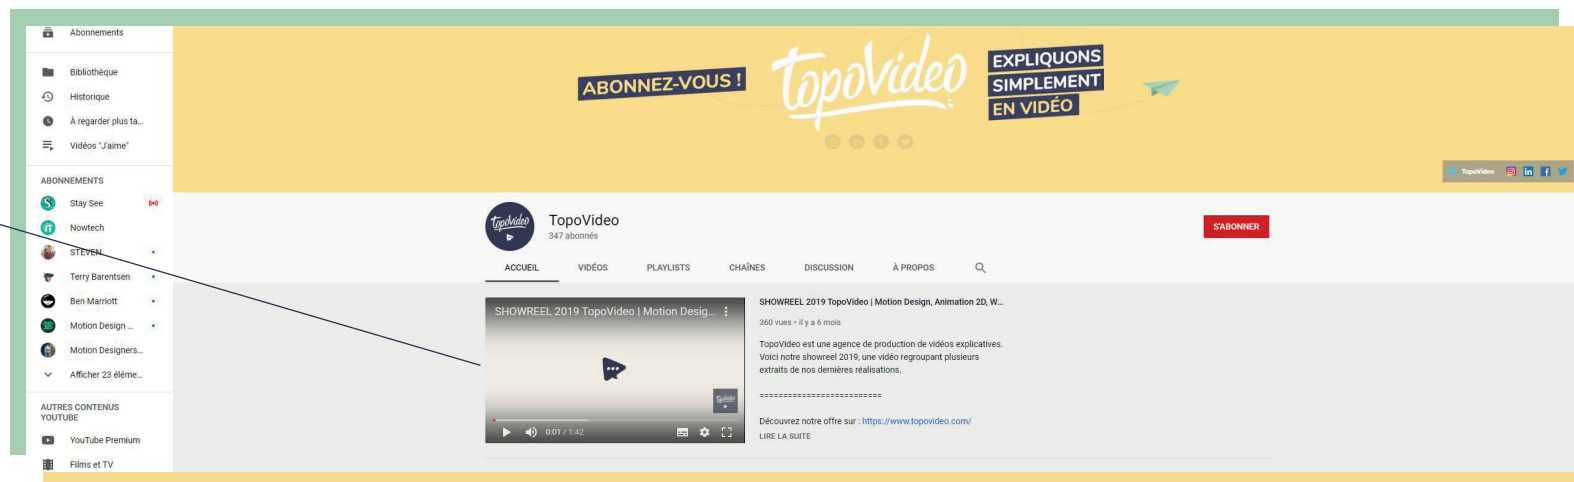 Abonnements
Bibliothèque
Historique
À regarder plus ta...
Vidéos "J'aime"
ABONNEMENTS
Stay See
Nowtech
STEVEN
Terry Barentsen
Ben Marriott
Motion Design ...
Motion Designers...
Afficher 23 éléme...
AUTRES CONTENUS
YOUTUBE
YouTube Premium
Films et TV
ABONNEZ-VOUS !
TopoVideo
EXPLIQUONS
SIMPLEMENT
EN VIDÉO
TopoVideo
TopoVideo
TopoVideo
347 abonnés
S'ABONNER
ACCUEIL VIDÉOS PLAYLISTS CHAÎNES DISCUSSION À PROPOS
SHOWREEL 2019 TopoVideo | Motion Desig...
TopoVideo
0:01 / 1:42
SHOWREEL 2019 TopoVideo | Motion Design, Animation 2D, W...
360 vues • il y a 6 mois
TopoVideo est une agence de production de vidéos explicatives.
Voici notre showreel 2019, une vidéo regroupant plusieurs
extraits de nos dernières réalisations.
==========================
Découvrez notre offre sur : https://www.topovideo.com/
LIRE LA SUITE